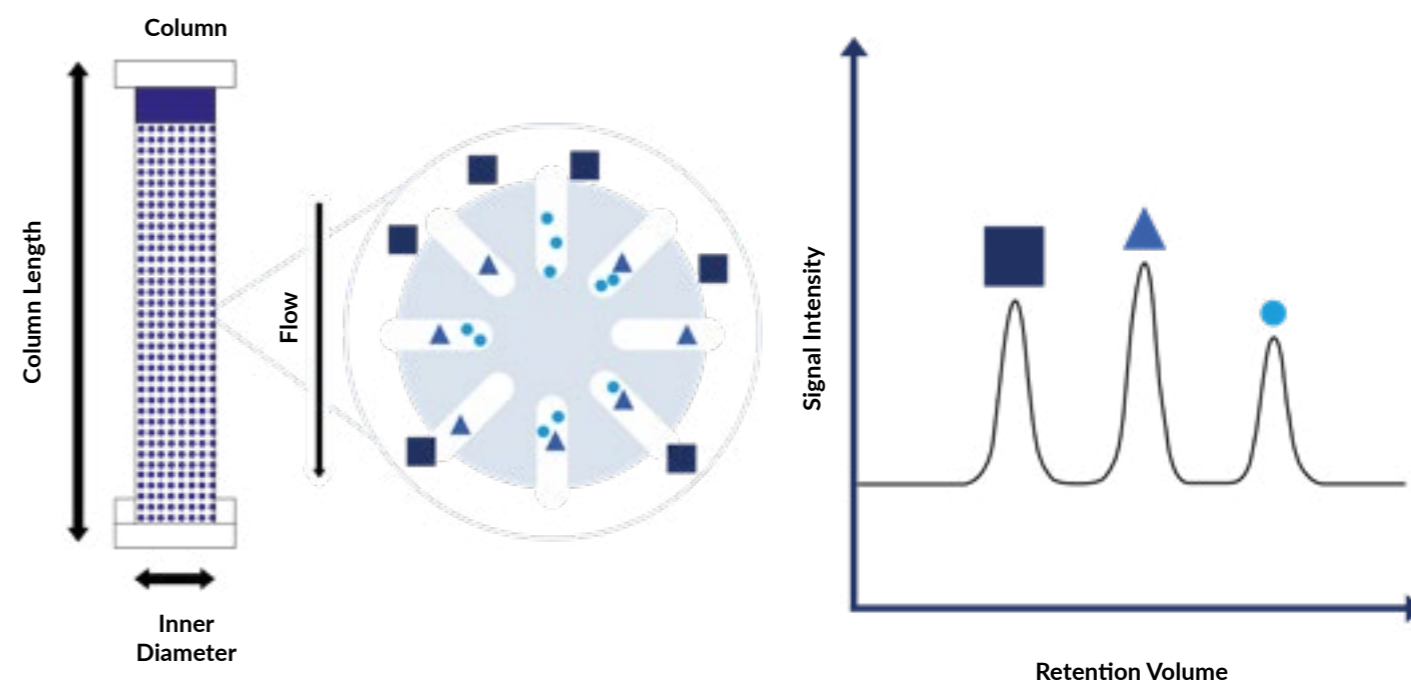 Column
Column Length
Flow
Inner
Diameter
Signal Intensity
Retention Volume